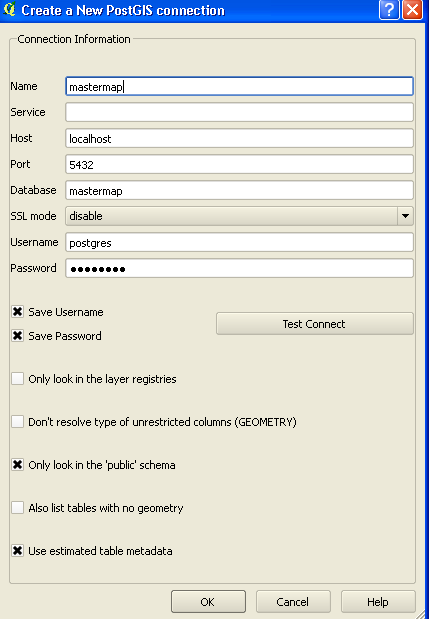 Create a New PostGIS connection
Connection Information
Name mastermap
Service
Host localhost
Port 5432
Database mastermap
SSL mode disable
Username postgres
Password ●●●●●●●●
Save Username
Test Connect
Save Password
Only look in the layer registries
Don't resolve type of unrestricted columns (GEOMETRY)
Only look in the 'public' schema
Also list tables with no geometry
Use estimated table metadata
OK Cancel Help